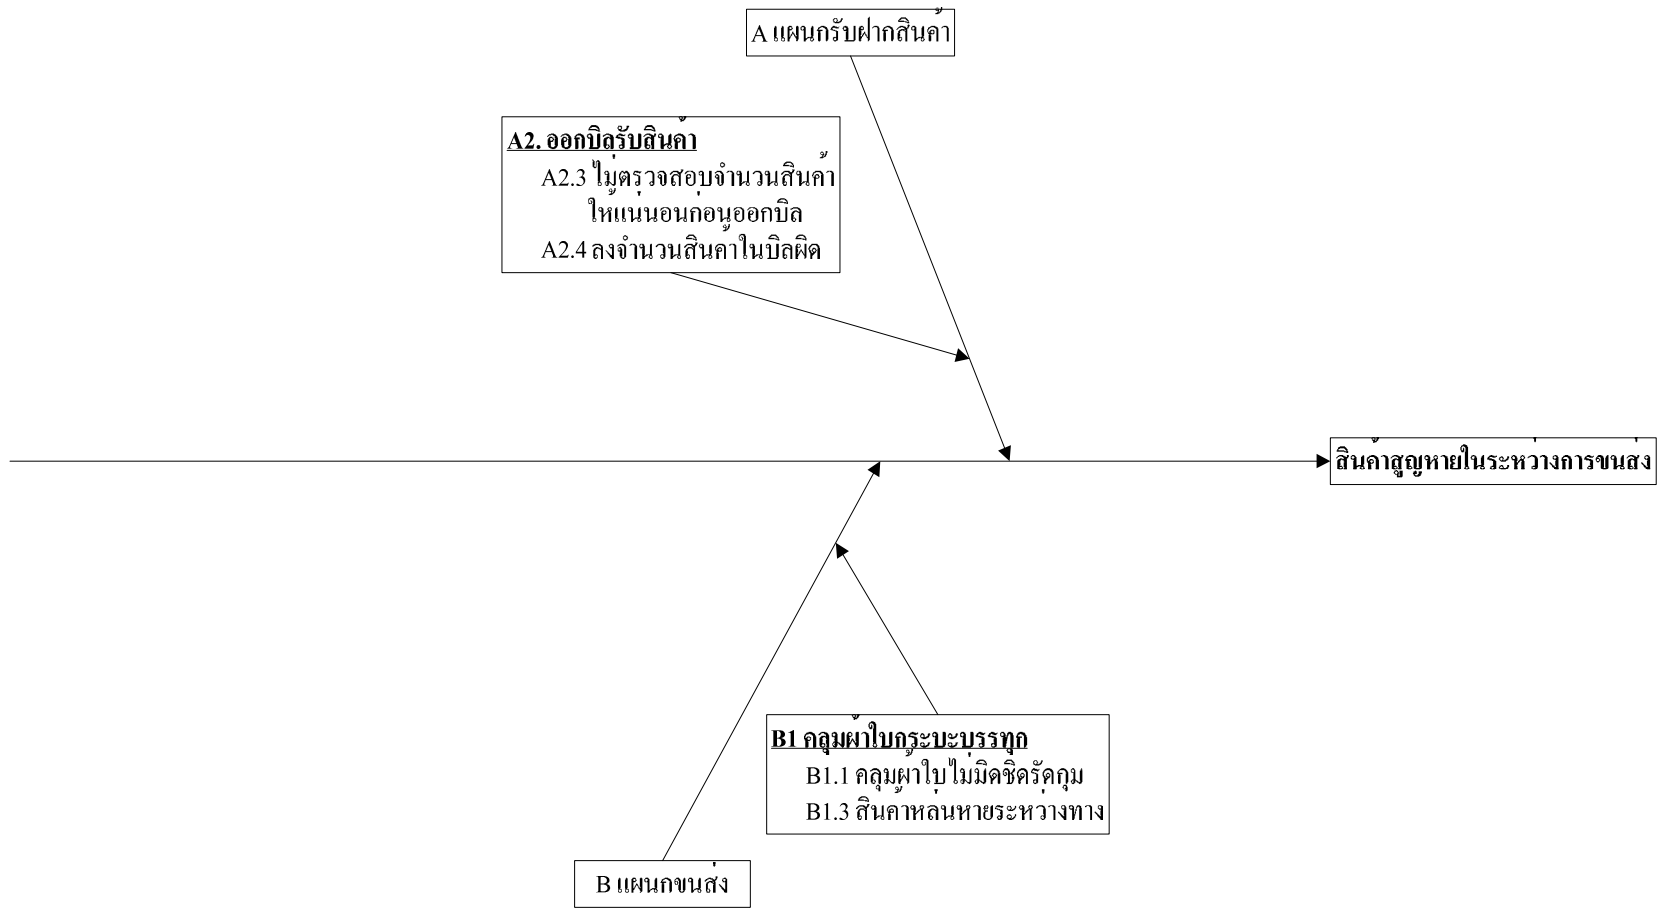 A แผนกรับฝากสินค้า
A2. ออกบิลรับสินค้า
A2.3 ไม่ตรวจสอบจำนวนสินค้า
ให้แน่นอนก่อนออกบิล
A2.4 ลงจำนวนสินค้าในบิลผิด
สินค้าสูญหายในระหว่างการขนส่ง
B1 คลุมผ้าใบกระบะบรรทุก
B1.1 คลุมผ้าใบไม่มิดชิดรัดกุม
B1.3 สินค้าหล่นหายระหว่างทาง
B แผนกขนส่ง